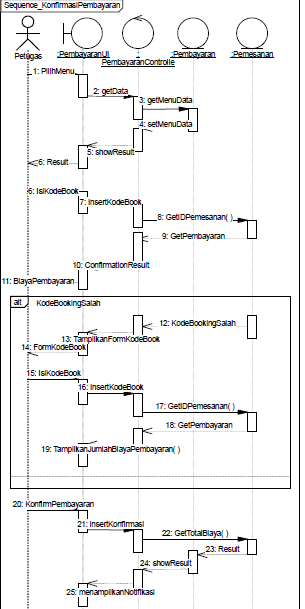 Sequence_KonfirmasiPembayaran
Petugas
:PembayaranUI
:
PembayaranControlle
:Pembayaran
:Pemesanan
1: PilihMenu
2: getData
3: getMenuData
4: setMenuData
5: showResult
6: Result
6: IsiKodeBook
7: InsertKodeBook
8: GetIDPemesanan( )
9: GetPembayaran
10: ConfirmationResult
11: BiayaPembayaran
alt
KodeBookingSalah
12: KodeBookingSalah
13: TampilkanFormKodeBook
14: FormKodeBook
15: IsiKodeBook
16: InsertKodeBook
17: GetIDPemesanan( )
18: GetPembayaran
19: TampilkanJumlahBiayaPembayaran( )
20: KonfirmPembayaran
21: InsertKonfirmasi
22: GetTotalBiaya( )
23: Result
24: showResult
25: menampilkanNotifikasi